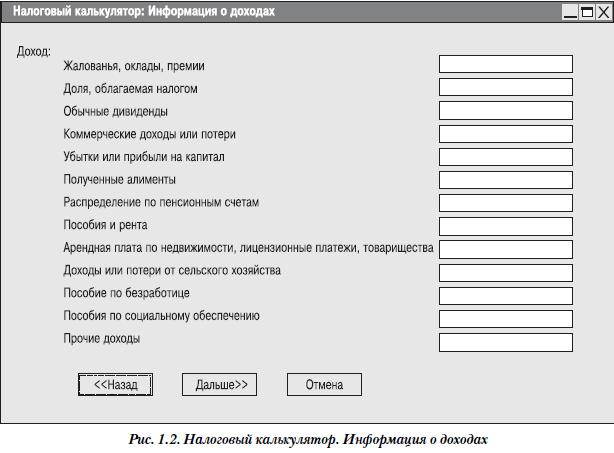 Налоговый калькулятор: Информация о доходах
Доход:
Жалованья, оклады, премии
Доля, облагаемая налогом
Обычные дивиденды
Коммерческие доходы или потери
Убытки или прибыли на капитал
Полученные алименты
Распределение по пенсионным счетам
Пособия и рента
Арендная плата по недвижимости, лицензионные платежи, товарищества
Доходы или потери от сельского хозяйства
Пособие по безработице
Пособия по социальному обеспечению
Прочие доходы
<<Назад Дальше>> Отмена
Рис. 1.2. Налоговый калькулятор. Информация о доходах